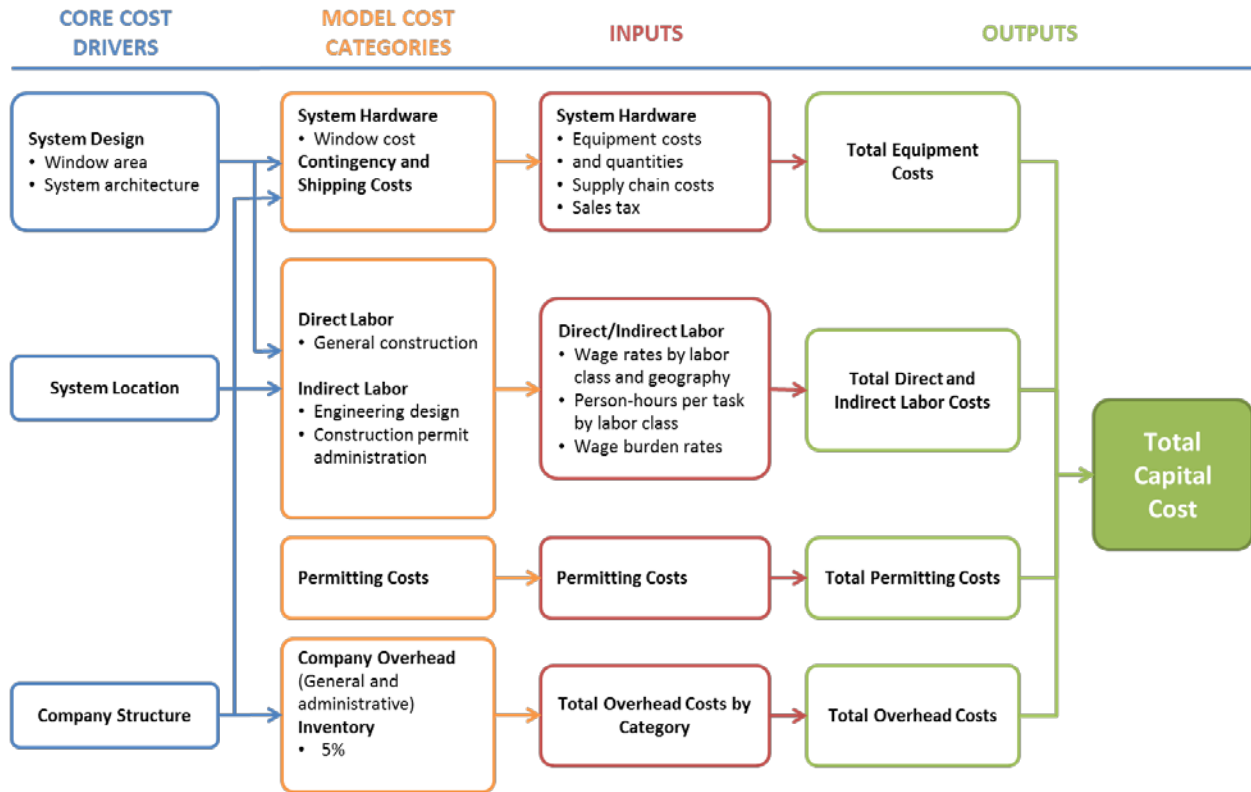 CORE COST
DRIVERS
MODEL COST
CATEGORIES
INPUTS
OUTPUTS
System Design
• Window area
• System architecture
System Hardware
• Window cost
Contingency and
Shipping Costs
System Hardware
• Equipment costs
• and quantities
• Supply chain costs
• Sales tax
Total Equipment
Costs
System Location
Direct Labor
• General construction
Indirect Labor
• Engineering design
• Construction permit
administration
Direct/Indirect Labor
• Wage rates by labor
class and geography
• Person-hours per task
by labor class
• Wage burden rates
Total Direct and
Indirect Labor Costs
Total
Capital
Cost
Permitting Costs
Permitting Costs
Total Permitting Costs
Company Structure
Company Overhead
(General and
administrative)
Inventory
• 5%
Total Overhead Costs by
Category
Total Overhead Costs